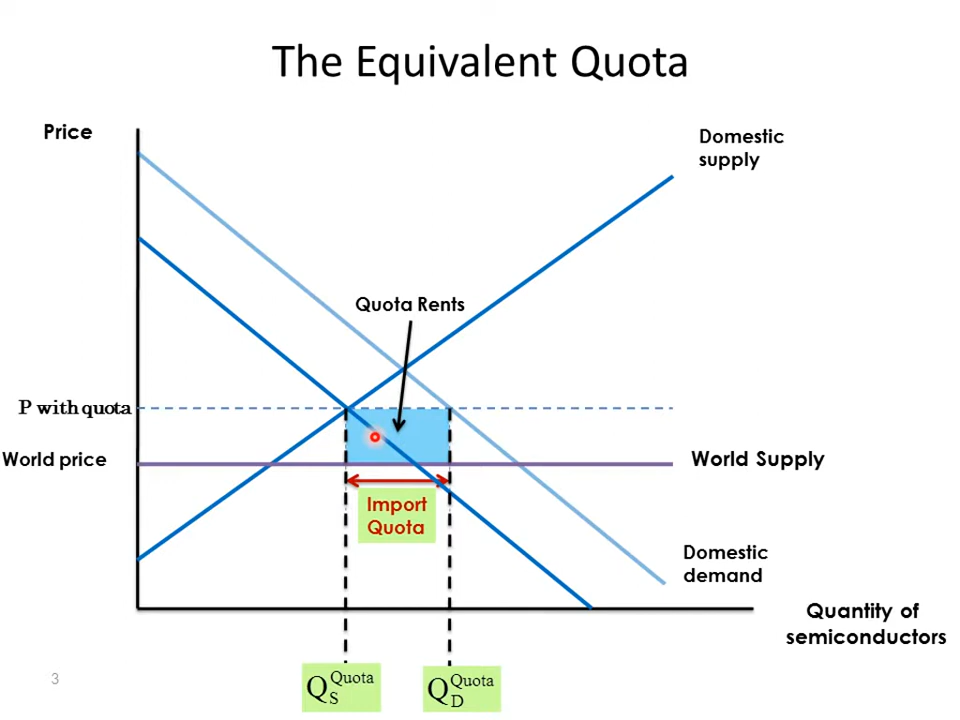 The Equivalent Quota
Price
Domestic
supply
Quota Rents
P with quota
World price
World Supply
Import
Quota
Domestic
demand
Quantity of
semiconductors
3
Q_S^Quota
Q_D^Quota